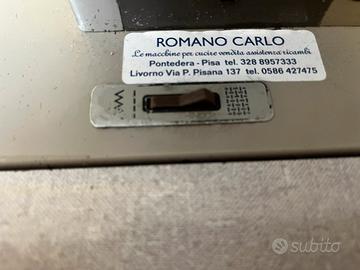 ROMANO CARLO
Le macchine per cucire vendita assistenza ricambi
Pontedera - Pisa tel. 328 8957333
Livorno Via P. Pisana 137 tel. 0586 427475
subito